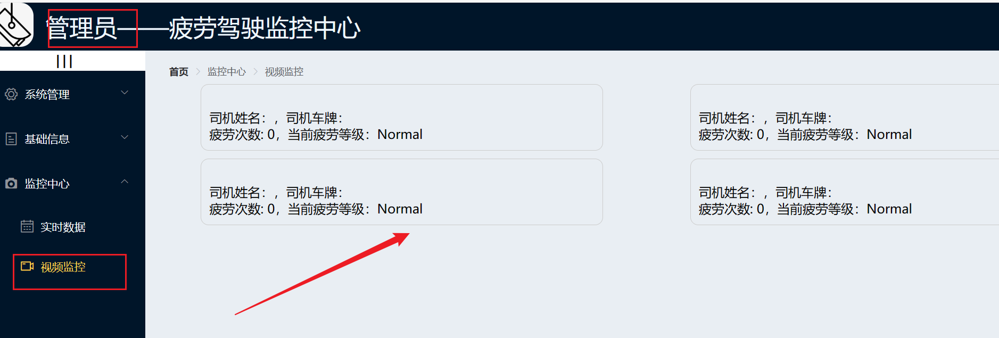 管理员——疲劳驾驶监控中心
系统管理
基础信息
监控中心
实时数据
视频监控
首页 > 监控中心 > 视频监控
司机姓名：，司机车牌：
疲劳次数: 0，当前疲劳等级：Normal
司机姓名：，司机车牌：
疲劳次数: 0，当前疲劳等级：Normal
司机姓名：，司机车牌：
疲劳次数: 0，当前疲劳等级：Normal
司机姓名：，司机车牌：
疲劳次数: 0，当前疲劳等级：Normal